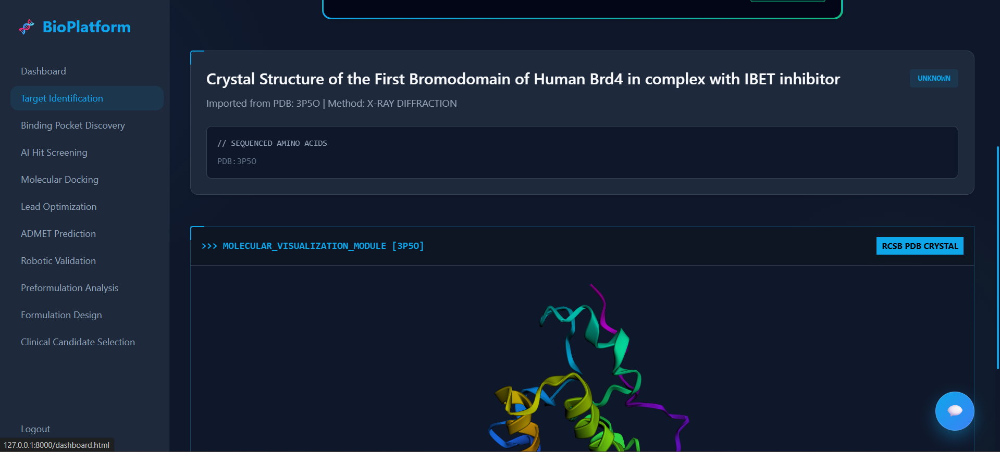 BioPlatform
Dashboard
Target Identification
Binding Pocket Discovery
AI Hit Screening
Molecular Docking
Lead Optimization
ADMET Prediction
Robotic Validation
Preformulation Analysis
Formulation Design
Clinical Candidate Selection
Logout
127.0.0.1:8000/dashboard.html
Crystal Structure of the First Bromodomain of Human Brd4 in complex with IBET inhibitor
UNKNOWN
Imported from PDB: 3P5O | Method: X-RAY DIFFRACTION
// SEQUENCED AMINO ACIDS
PDB:3P5O
>>> MOLECULAR_VISUALIZATION_MODULE [3P5O]
RCSB PDB CRYSTAL